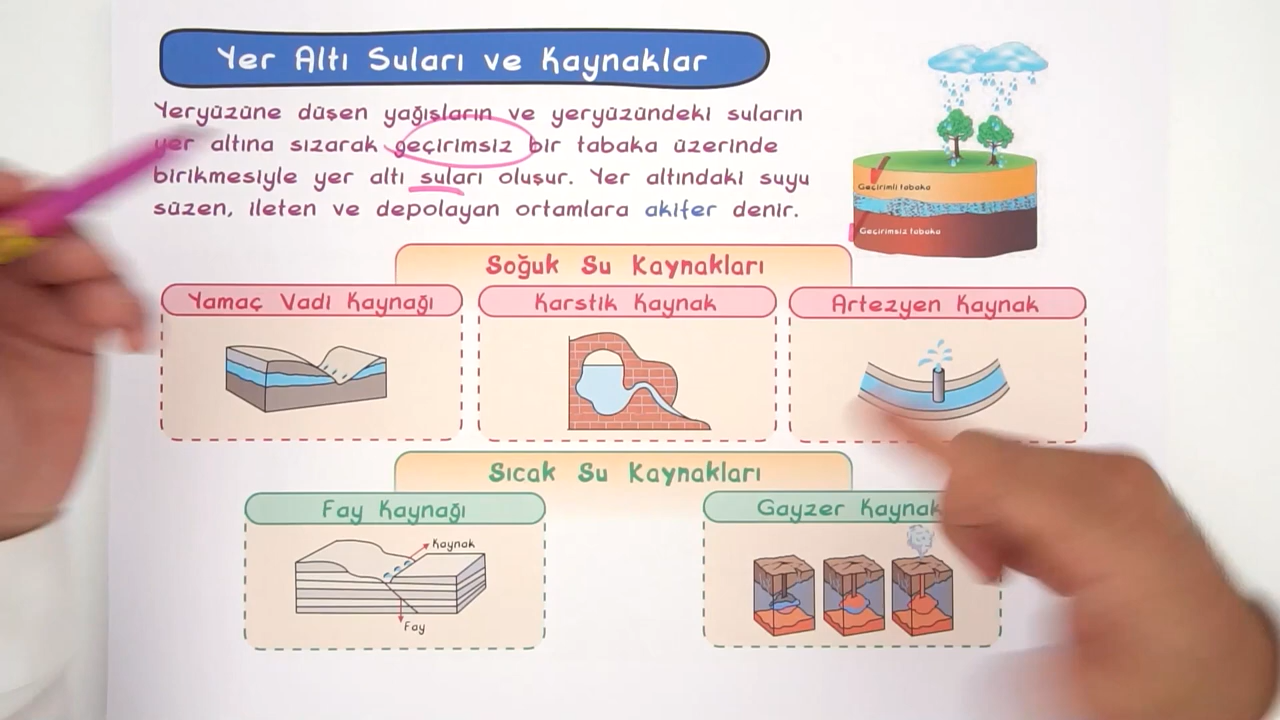 Yer Altı Suları ve Kaynaklar
Yeryüzüne düşen yağışların ve yeryüzündeki suların
yer altına sızarak geçirimsiz bir tabaka üzerinde
birikmesiyle yer altı suları oluşur. Yer altındaki suyu
süzen, ileten ve depolayan ortamlara akifer denir.
Geçirimli tabaka
Geçirimsiz tabaka
Soğuk Su Kaynakları
Yamaç Vadi Kaynağı
Karstik Kaynak
Artezyen Kaynak
Sıcak Su Kaynakları
Fay Kaynağı
Kaynak
Fay
Gayzer Kaynak